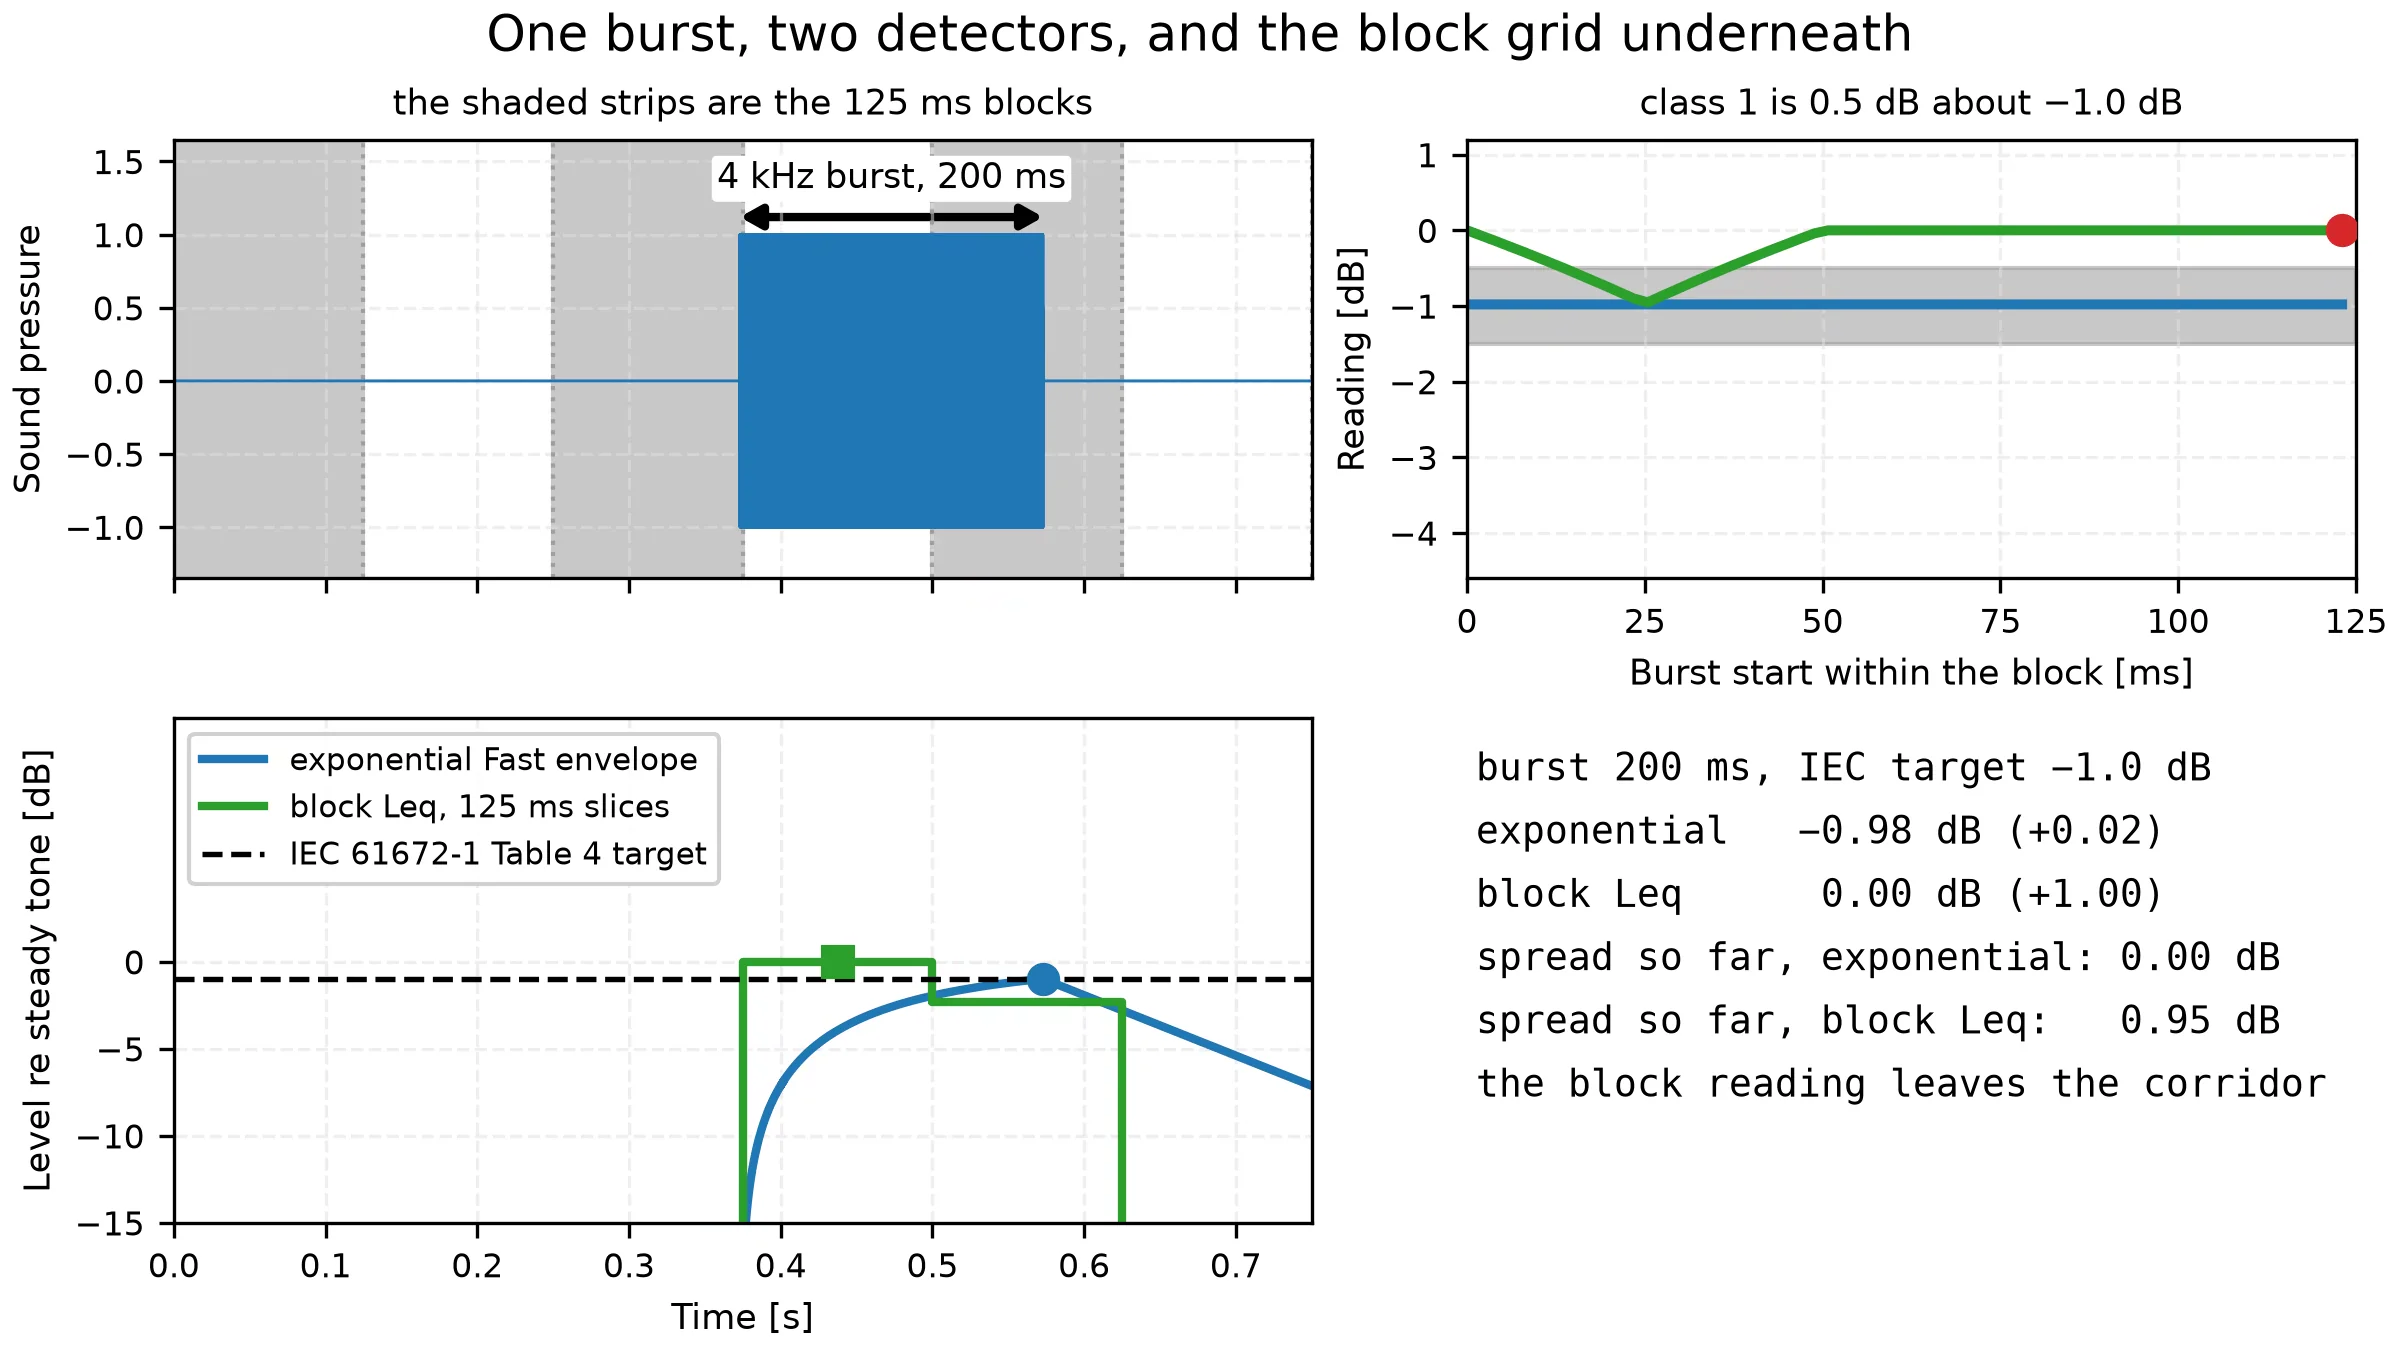 One burst, two detectors, and the block grid underneath
the shaded strips are the 125 ms blocks
4 kHz burst, 200 ms
Sound pressure
1.5
1.0
0.5
0.0
−0.5
−1.0
class 1 is 0.5 dB about −1.0 dB
Reading [dB]
1
0
−1
−2
−3
−4
0 25 50 75 100 125
Burst start within the block [ms]
exponential Fast envelope
block Leq, 125 ms slices
IEC 61672-1 Table 4 target
Level re steady tone [dB]
0
−5
−10
−15
0.0 0.1 0.2 0.3 0.4 0.5 0.6 0.7
Time [s]
burst 200 ms, IEC target −1.0 dB
exponential −0.98 dB (+0.02)
block Leq 0.00 dB (+1.00)
spread so far, exponential: 0.00 dB
spread so far, block Leq: 0.95 dB
the block reading leaves the corridor